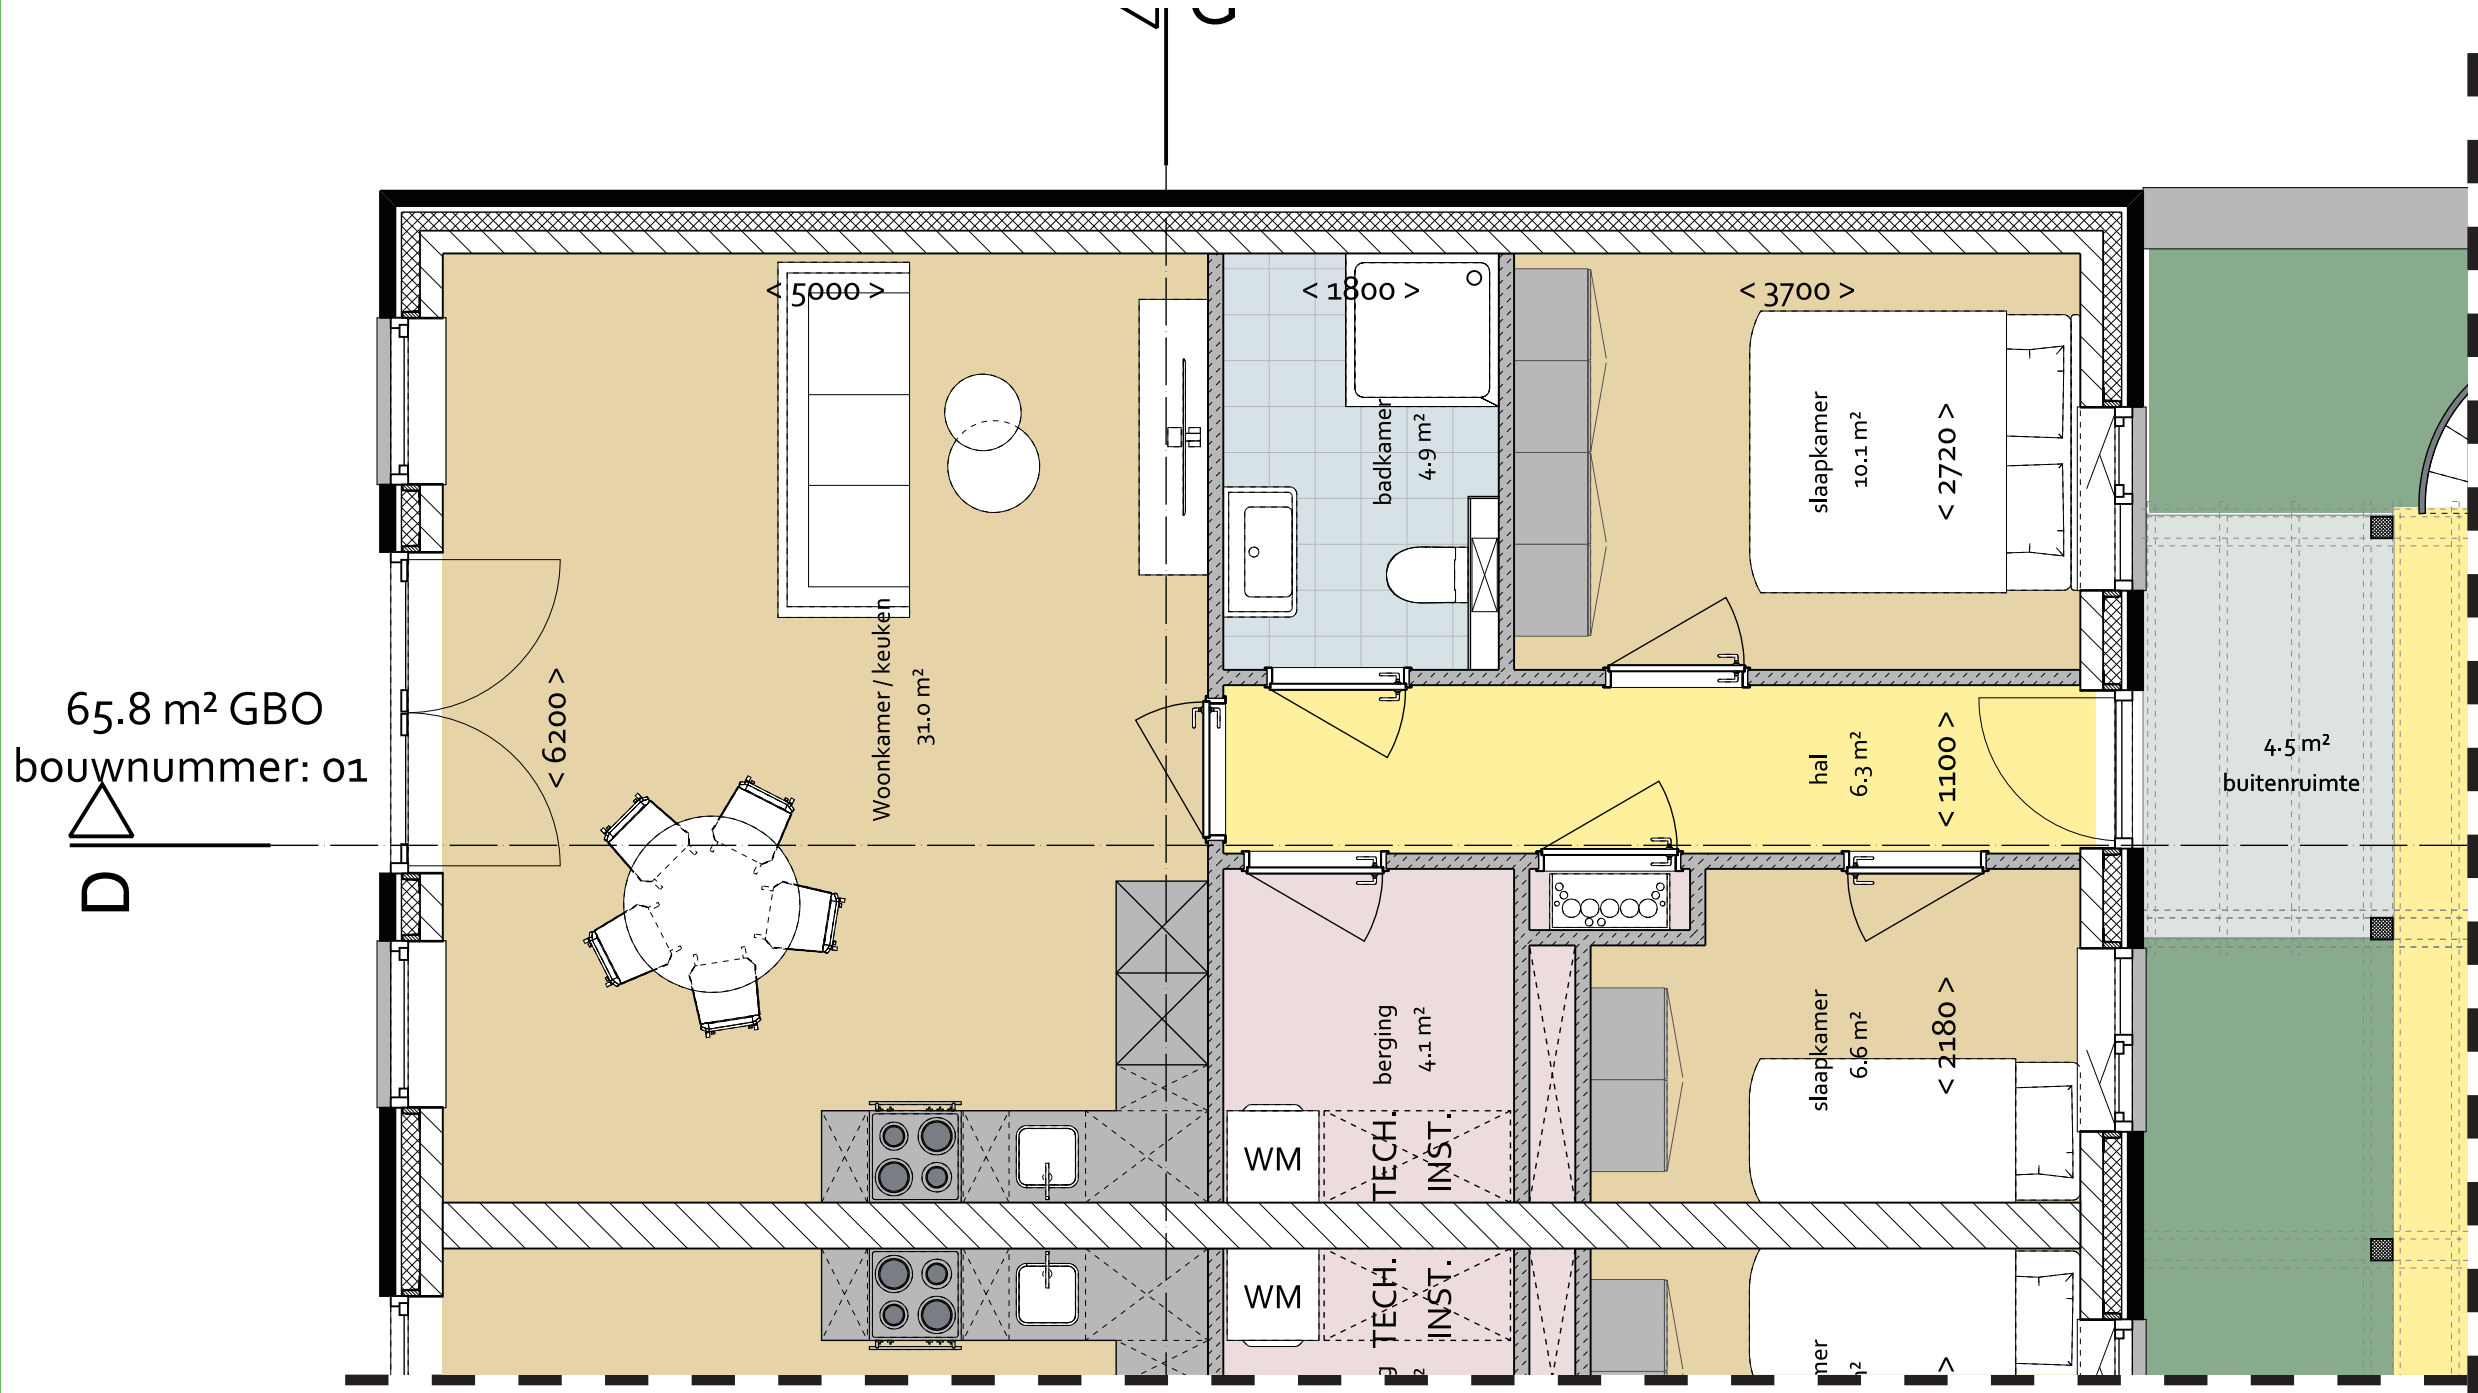 < 5000 >
< 1800 >
< 3700 >
badkamer
4.9 m²
slaapkamer
10.1 m²
< 2720 >
65.8 m² GBO
bouwnummer: 01
D
< 6200 >
Woonkamer / keuken
31.0 m²
hal
6.3 m²
< 1100 >
4.5 m²
buitenruimte
berging
4.1 m²
slaapkamer
6.6 m²
< 2180 >
WM
TECH.
INST.
WM
TECH.
INST.